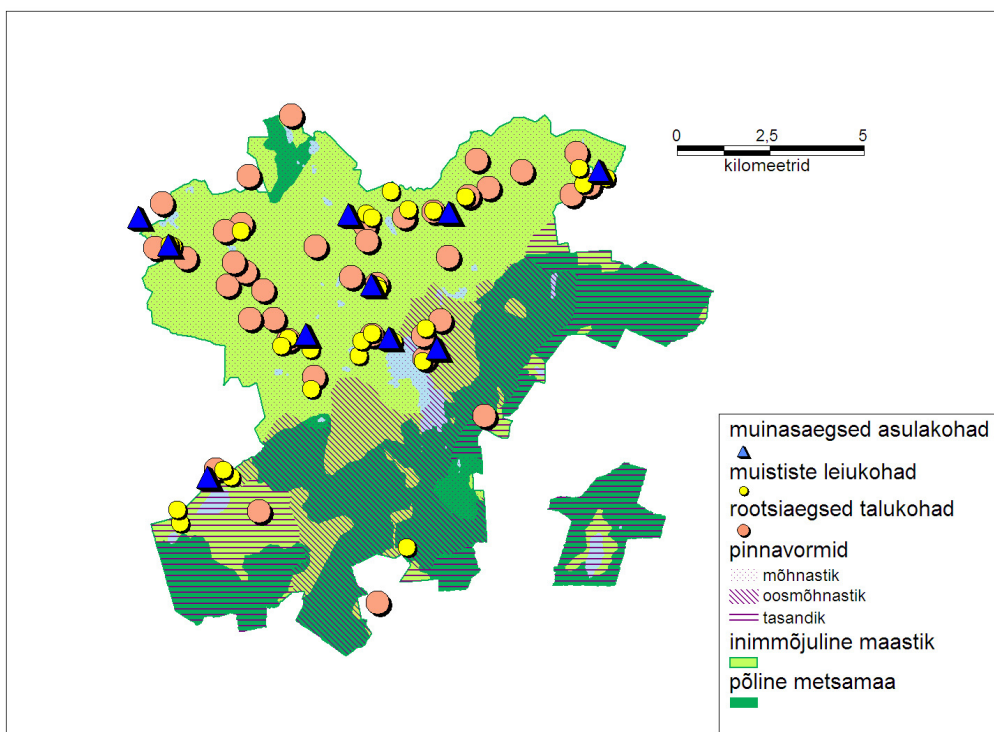 0 2,5 5
kilomeetrid
muinasaegsed asulakohad
muististe leiukohad
rootsiaegsed talukohad
pinnavormid
mõhnastik
oosmõhnastik
tasandik
inimmõjuline maastik
põline metsamaa